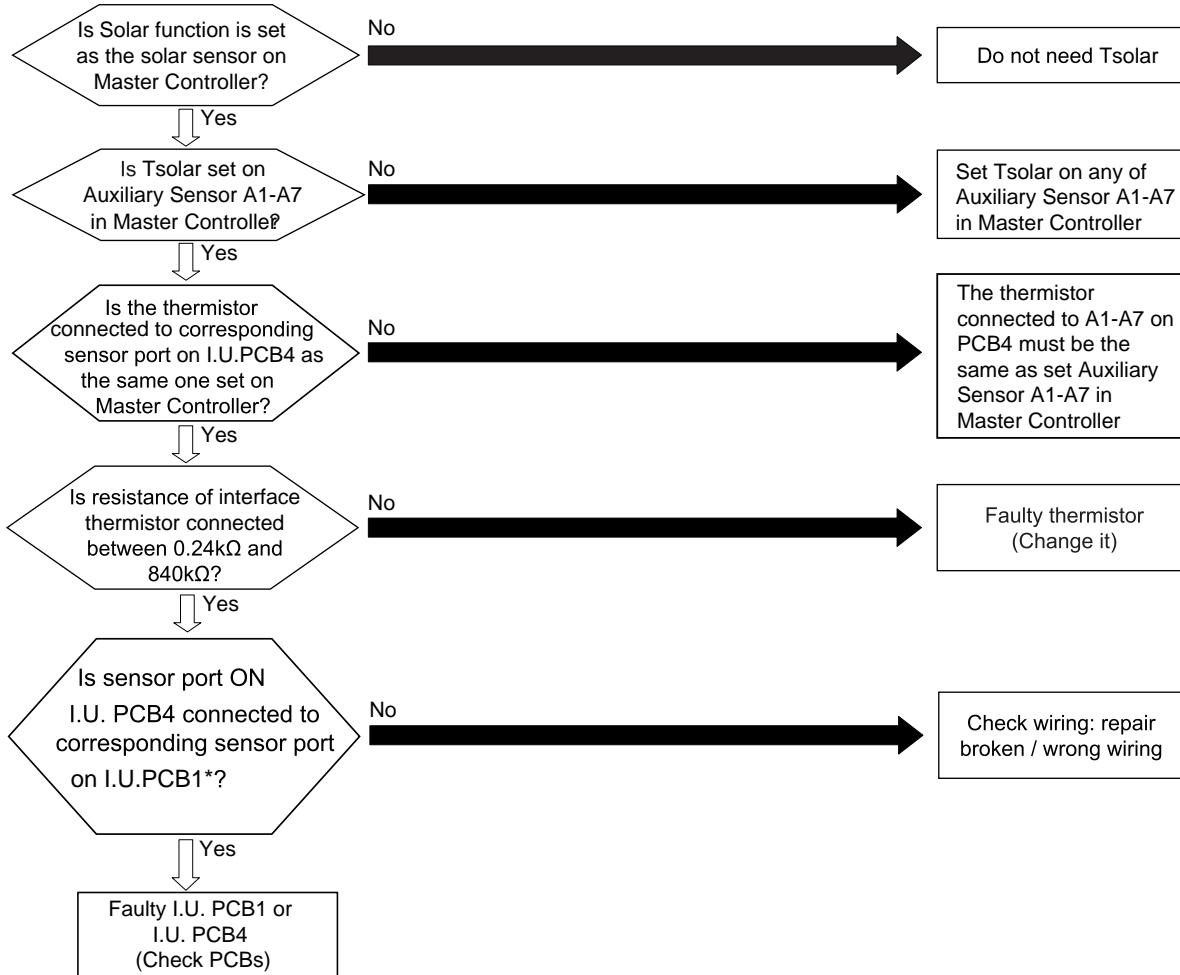 Is Solar function is set
as the solar sensor on
Master Controller?
No
Do not need Tsolar
Yes
Is Tsolar set on
Auxiliary Sensor A1-A7
in Master Controller?
No
Set Tsolar on any of
Auxiliary Sensor A1-A7
in Master Controller
Yes
Is the thermistor
connected to corresponding
sensor port on I.U.PCB4 as
the same one set on
Master Controller?
No
The thermistor
connected to A1-A7 on
PCB4 must be the
same as set Auxiliary
Sensor A1-A7 in
Master Controller
Yes
Is resistance of interface
thermistor connected
between 0.24kΩ and
840kΩ?
No
Faulty thermistor
(Change it)
Yes
Is sensor port ON
I.U. PCB4 connected to
corresponding sensor port
on I.U.PCB1*?
No
Check wiring: repair
broken / wrong wiring
Yes
Faulty I.U. PCB1 or
I.U. PCB4
(Check PCBs)